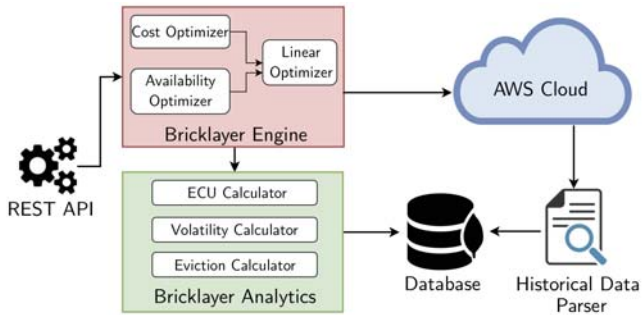 Cost Optimizer
Linear
Optimizer
Availability
Optimizer
Bricklayer Engine
AWS Cloud
REST API
ECU Calculator
Volatility Calculator
Eviction Calculator
Bricklayer Analytics
Database
Historical Data
Parser